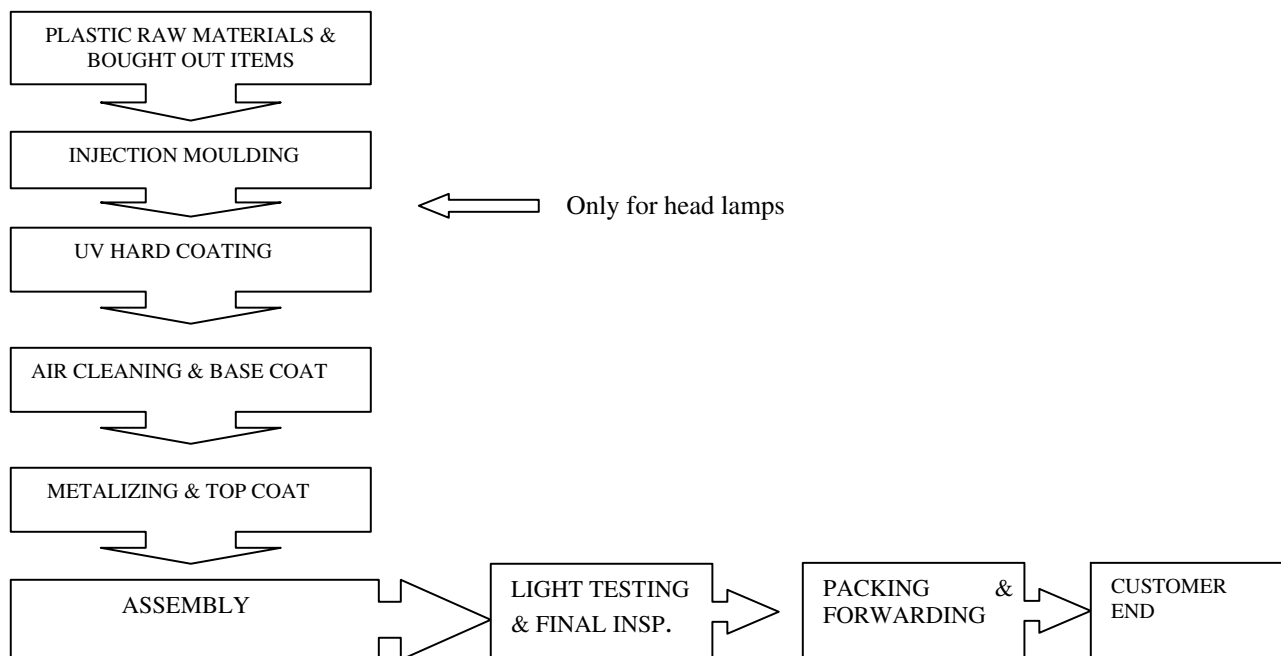 PLASTIC RAW MATERIALS &
BOUGHT OUT ITEMS
INJECTION MOULDING
Only for head lamps
UV HARD COATING
AIR CLEANING & BASE COAT
METALIZING & TOP COAT
ASSEMBLY
LIGHT TESTING
& FINAL INSP.
PACKING &
FORWARDING
CUSTOMER
END